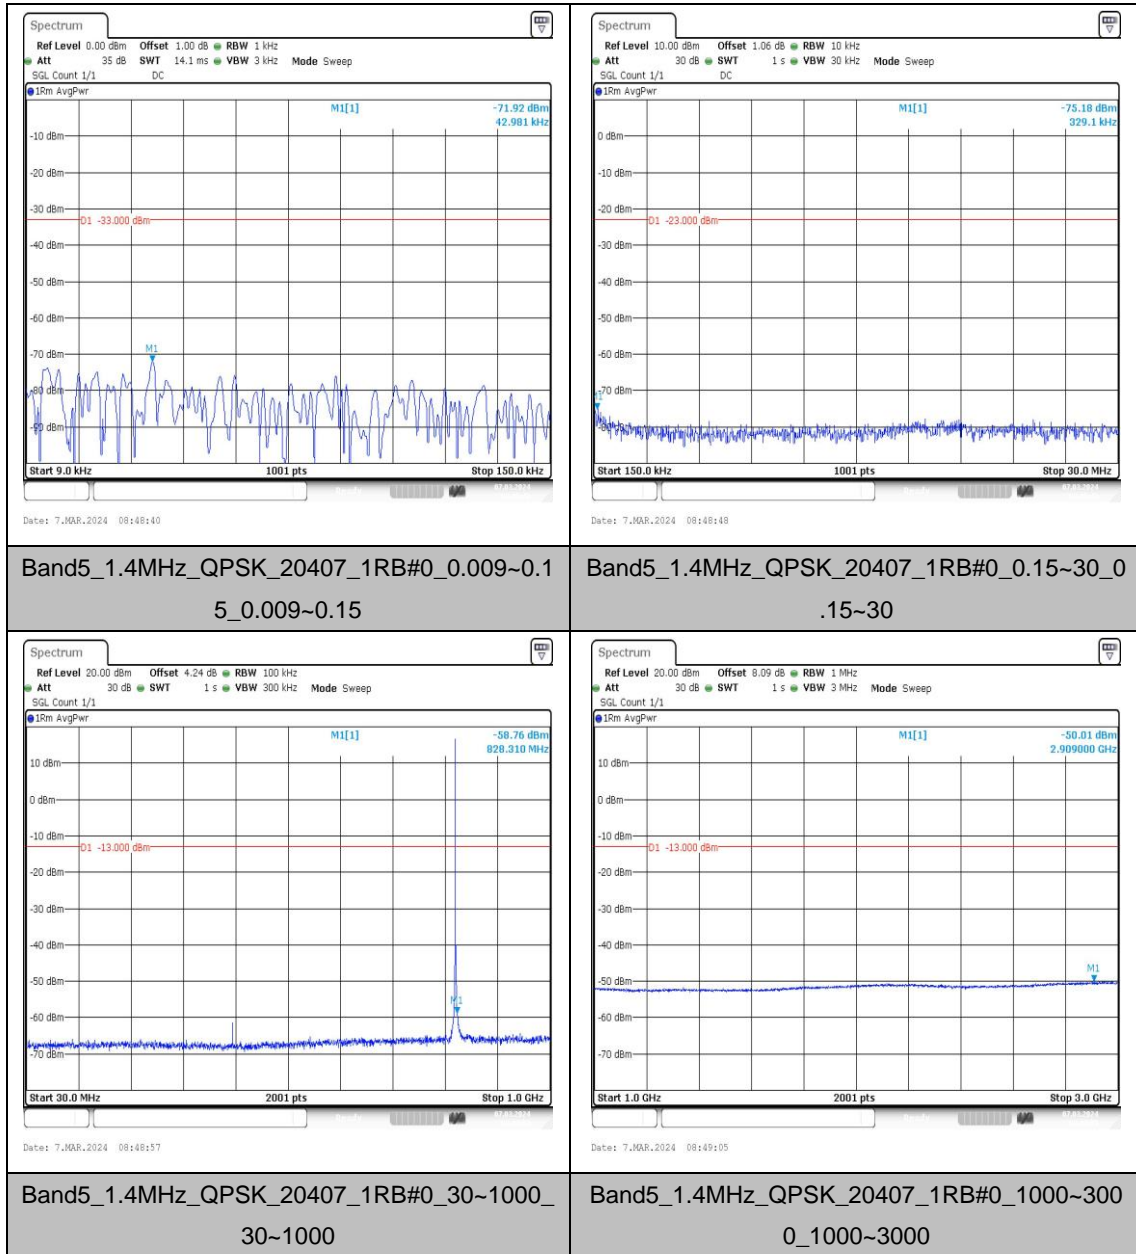 Spectrum
Ref Level 0.00 dBm Offset 1.00 dB RBW 1 kHz
Att 35 dB SWT 14.1 ms VBW 3 kHz Mode Sweep
SGL Count 1/1 DC
1Rm AvgPwr
M1[1] -71.92 dBm
42.981 kHz
-10 dBm
-20 dBm
-30 dBm
D1 -33.000 dBm
-40 dBm
-50 dBm
-60 dBm
-70 dBm
M1
-80 dBm
-90 dBm
Start 9.0 kHz 1001 pts Stop 150.0 kHz
Date: 7.MAR.2024 08:48:40
Spectrum
Ref Level 10.00 dBm Offset 1.06 dB RBW 10 kHz
Att 30 dB SWT 1 s VBW 30 kHz Mode Sweep
SGL Count 1/1 DC
1Rm AvgPwr
M1[1] -75.18 dBm
329.1 kHz
0 dBm
-10 dBm
-20 dBm
D1 -23.000 dBm
-30 dBm
-40 dBm
-50 dBm
-60 dBm
-70 dBm
-80 dBm
Start 150.0 kHz 1001 pts Stop 30.0 MHz
Date: 7.MAR.2024 08:48:48
Band5_1.4MHz_QPSK_20407_1RB#0_0.009~0.1
5_0.009~0.15
Band5_1.4MHz_QPSK_20407_1RB#0_0.15~30_0
.15~30
Spectrum
Ref Level 20.00 dBm Offset 4.24 dB RBW 100 kHz
Att 30 dB SWT 1 s VBW 300 kHz Mode Sweep
SGL Count 1/1
1Rm AvgPwr
M1[1] -58.76 dBm
828.310 MHz
10 dBm
0 dBm
-10 dBm
D1 -13.000 dBm
-20 dBm
-30 dBm
-40 dBm
-50 dBm
M1
-60 dBm
-70 dBm
Start 30.0 MHz 2001 pts Stop 1.0 GHz
Date: 7.MAR.2024 08:48:57
Spectrum
Ref Level 20.00 dBm Offset 8.09 dB RBW 1 MHz
Att 30 dB SWT 1 s VBW 3 MHz Mode Sweep
SGL Count 1/1
1Rm AvgPwr
M1[1] -50.01 dBm
2.909000 GHz
10 dBm
0 dBm
-10 dBm
D1 -13.000 dBm
-20 dBm
-30 dBm
-40 dBm
M1
-50 dBm
-60 dBm
-70 dBm
Start 1.0 GHz 2001 pts Stop 3.0 GHz
Date: 7.MAR.2024 08:49:05
Band5_1.4MHz_QPSK_20407_1RB#0_30~1000_
30~1000
Band5_1.4MHz_QPSK_20407_1RB#0_1000~300
0_1000~3000